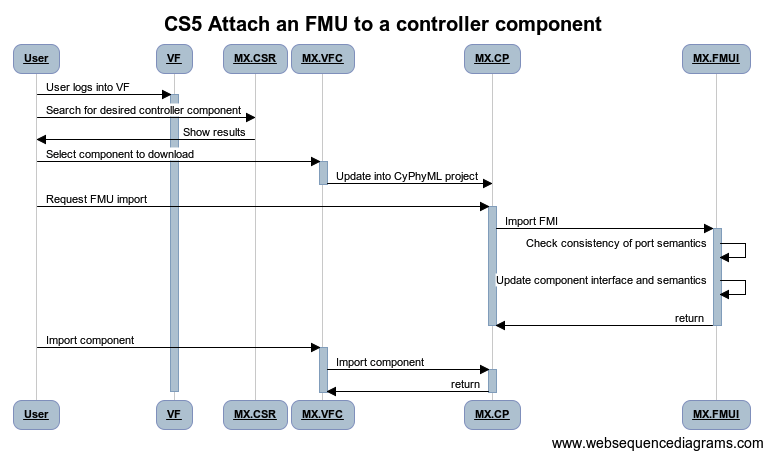 CS5 Attach an FMU to a controller component
User VF MX.CSR MX.VFC MX.CP MX.FMUI
User logs into VF
Search for desired controller component
Show results
Select component to download
Update into CyPhyML project
Request FMU import
Import FMI
Check consistency of port semantics
Update component interface and semantics
return
Import component
Import component
return
User VF MX.CSR MX.VFC MX.CP MX.FMUI
www.websequencediagrams.com